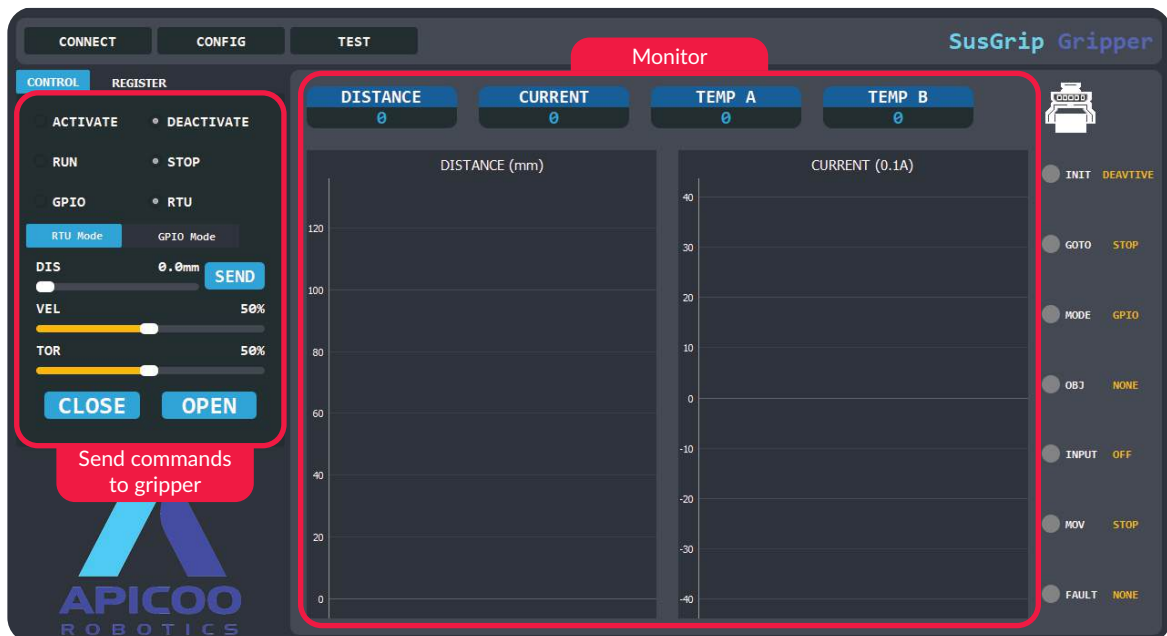 CONNECT CONFIG TEST SusGrip Gripper
Monitor
CONTROL REGISTER
ACTIVATE DEACTIVATE
RUN STOP
GPIO RTU
RTU Mode GPIO Mode
DIS 0.0mm SEND
VEL 50%
TOR 50%
CLOSE OPEN
Send commands
to gripper
APICOO
ROBOTICS
DISTANCE CURRENT TEMP A TEMP B
0 0 0 0
DISTANCE (mm)
120
100
80
60
40
20
0
CURRENT (0.1A)
40
30
20
10
0
-10
-20
-30
-40
INIT DEAVTIVE
GOTO STOP
MODE GPIO
OBJ NONE
INPUT OFF
MOV STOP
FAULT NONE